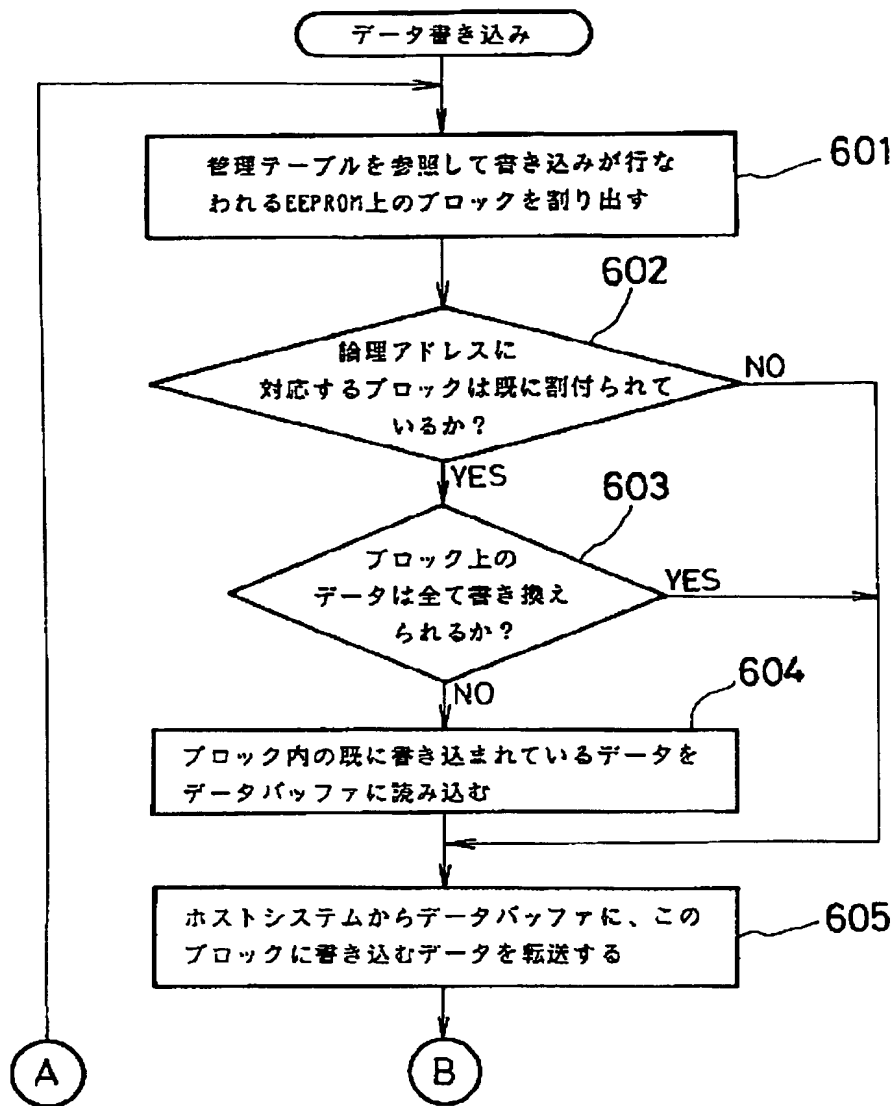 データ書き込み
管理テーブルを参照して書き込みが行な
われるEEPROM上のブロックを割り出す
601
602
論理アドレスに
対応するブロックは既に割付られて
いるか？
NO
YES
603
ブロック上の
データは全て書き換え
られるか？
YES
NO
604
ブロック内の既に書き込まれているデータを
データバッファに読み込む
ホストシステムからデータバッファに、この
ブロックに書き込むデータを転送する
605
A
B